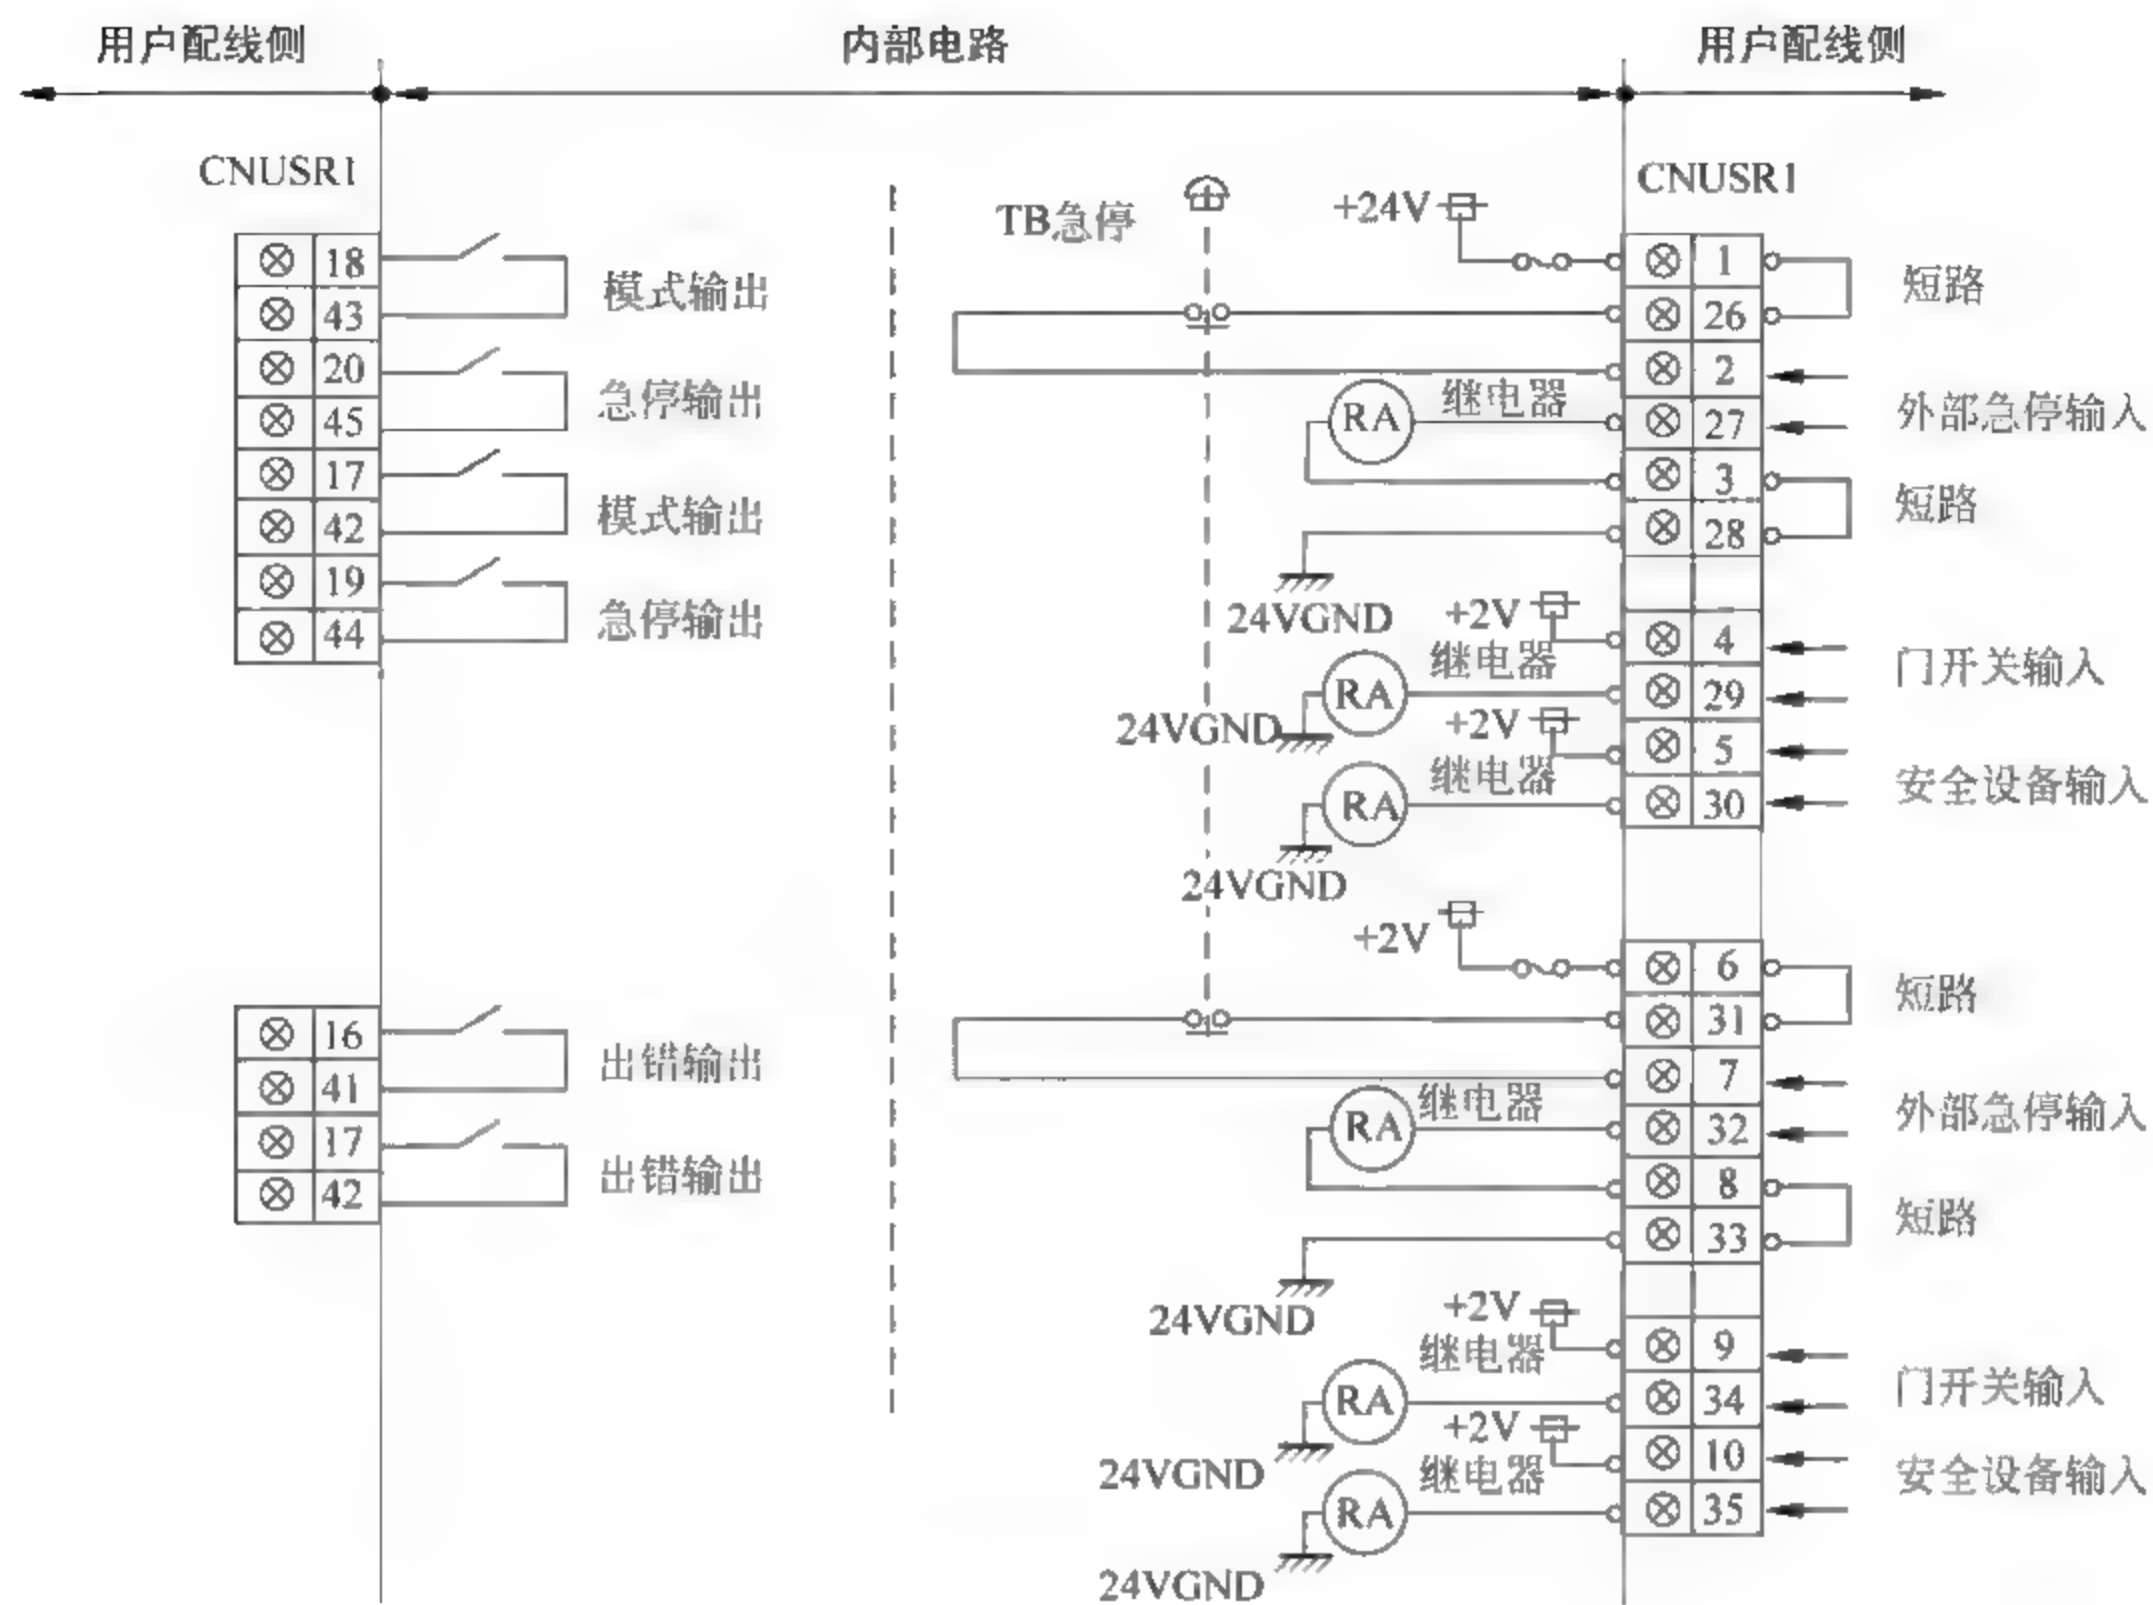 用户配线侧
内部电路
用户配线侧
CNUSR1
18
43
20
45
17
42
19
44
模式输出
急停输出
模式输出
急停输出
16
41
17
42
出错输出
出错输出
TB急停
+24V
继电器
RA
24VGND
+2V
继电器
RA
24VGND
+2V
继电器
RA
24VGND
+2V
继电器
RA
24VGND
+2V
继电器
RA
24VGND
+2V
继电器
RA
24VGND
CNUSR1
1
26
2
27
3
28
4
29
5
30
6
31
7
32
8
33
9
34
10
35
短路
外部急停输入
短路
门开关输入
安全设备输入
短路
外部急停输入
短路
门开关输入
安全设备输入